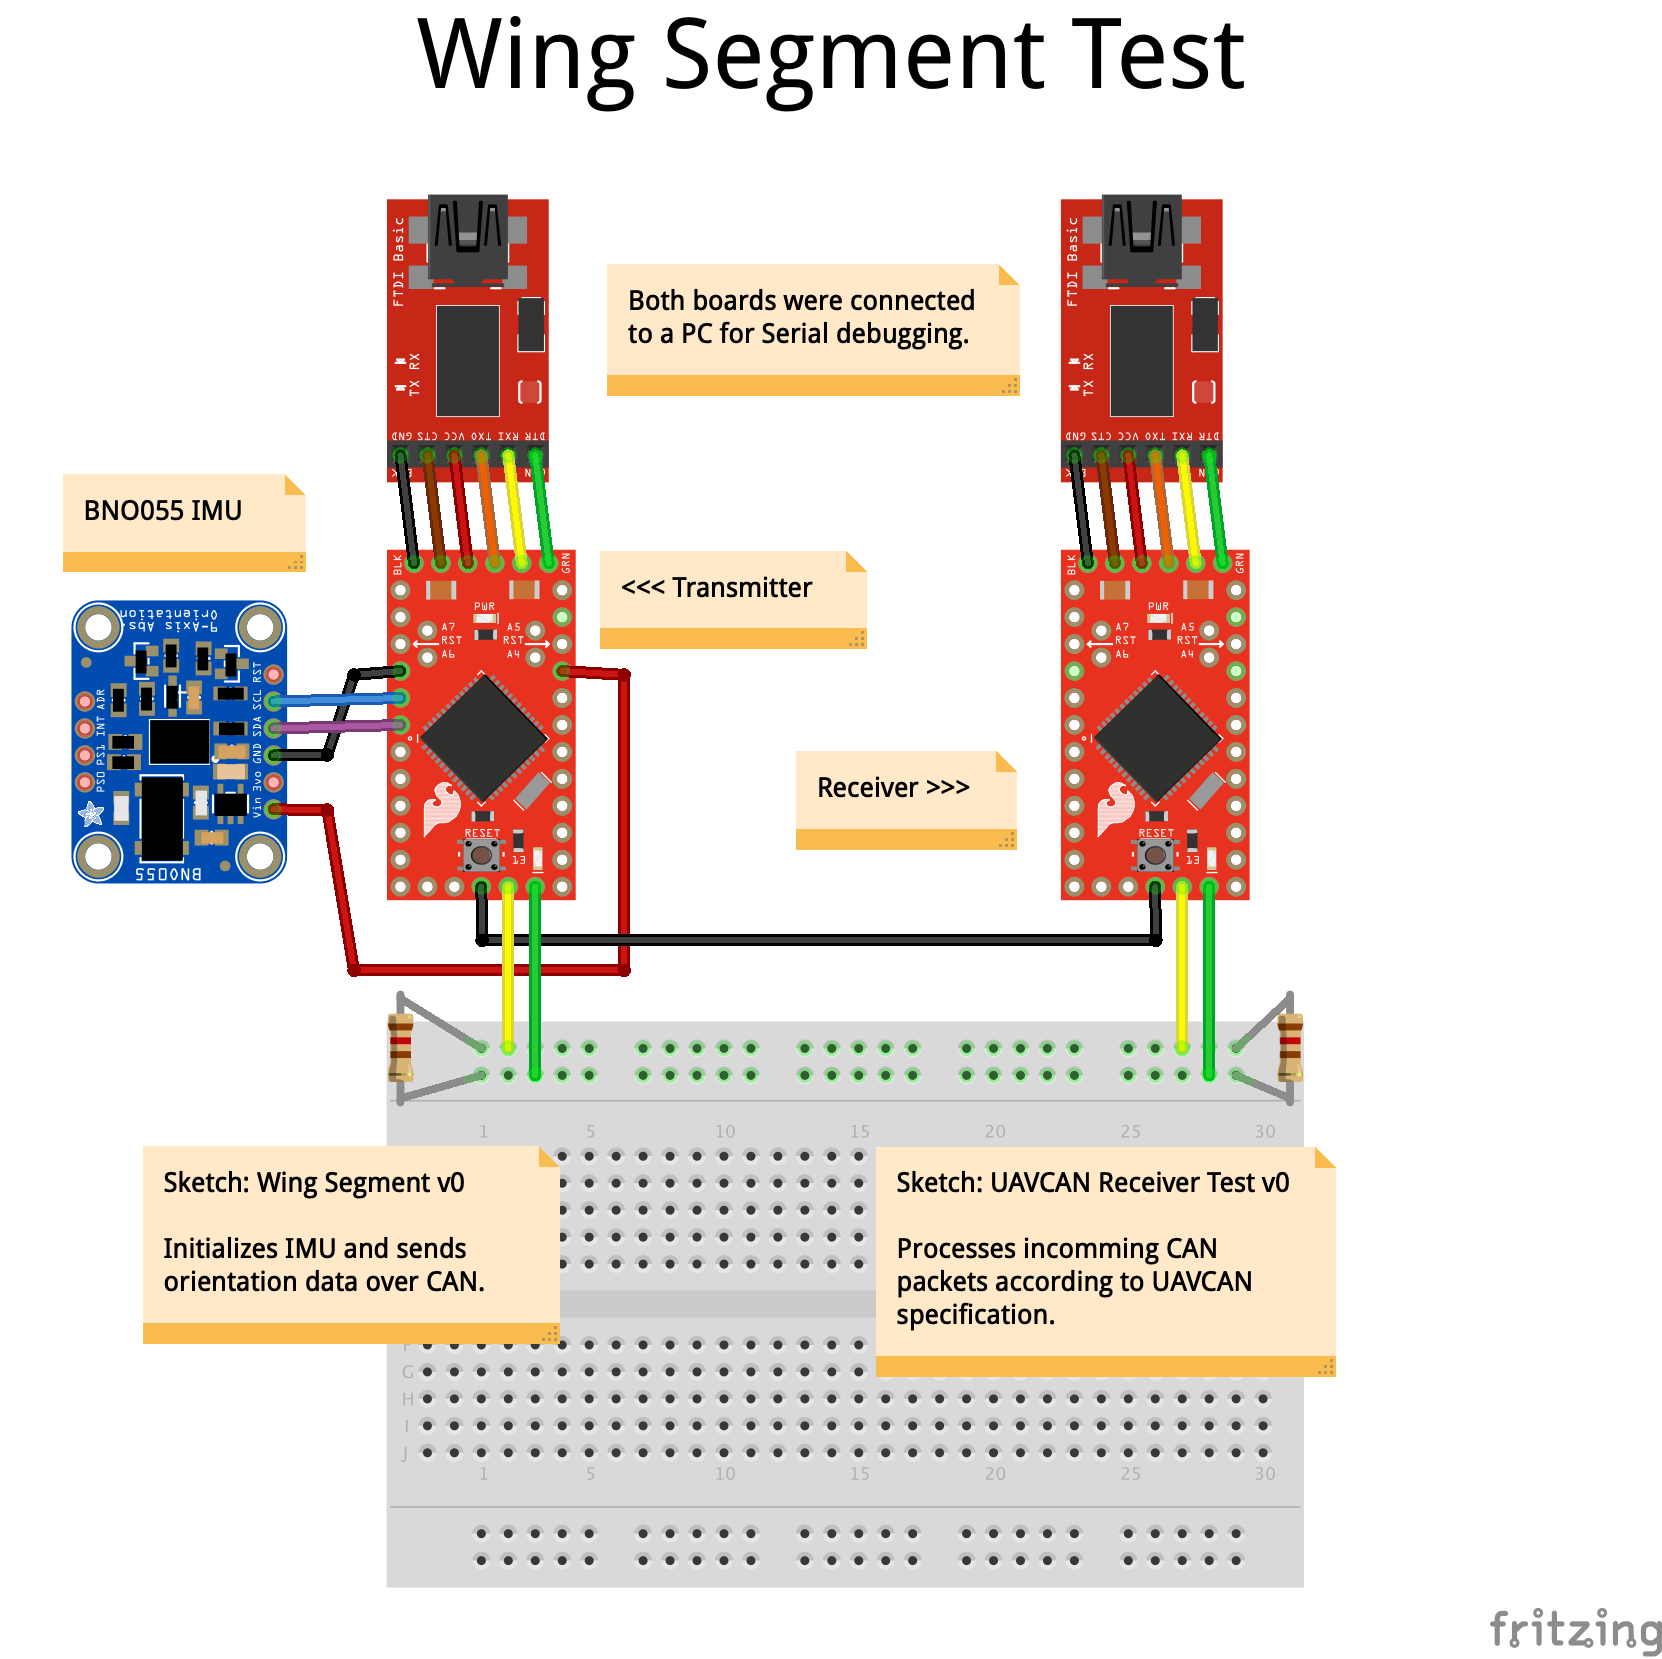 Wing Segment Test
FTDI Basic
TX RX
GND CTS VCC TXO RXI DTR
Both boards were connected
to a PC for Serial debugging.
FTDI Basic
TX RX
GND CTS VCC TXO RXI DTR
BNO055 IMU
9-Axis Abs.
Orientation
RST
SCL
SDA
GND
3vo
Vin
ADR
INT
PS1
PS0
BNO055
BLK
GRN
PWR
A7
A5
RST
RST
A6
A4
RESET
13
<<< Transmitter
Receiver >>>
BLK
GRN
PWR
A7
A5
RST
RST
A6
A4
RESET
13
1 5 10 15 20 25 30
Sketch: Wing Segment v0
Initializes IMU and sends
orientation data over CAN.
Sketch: UAVCAN Receiver Test v0
Processes incomming CAN
packets according to UAVCAN
specification.
F
G
H
I
J
1 5 10 15 20 25 30
fritzing